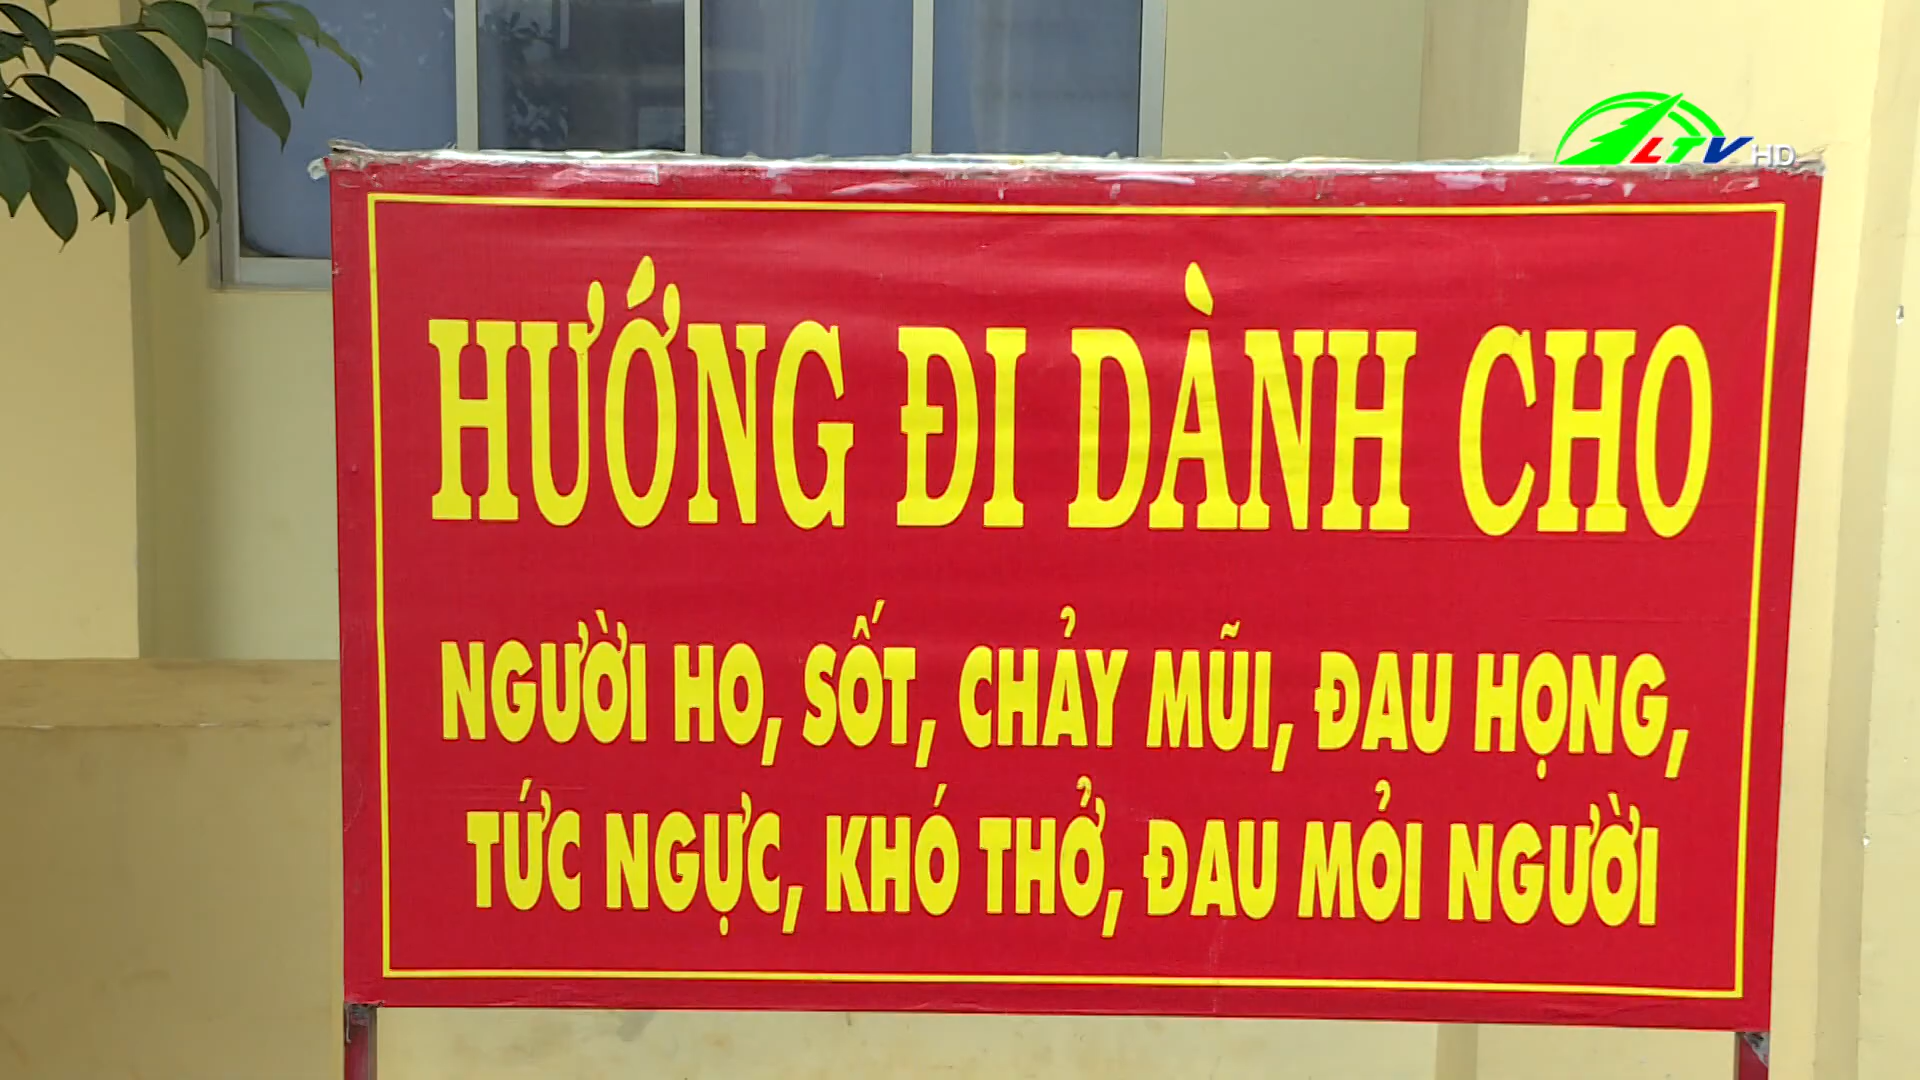 LTV HD
HƯỚNG ĐI DÀNH CHO
NGƯỜI HO, SỐT, CHẢY MŨI, ĐAU HỌNG,
TỨC NGỰC, KHÓ THỞ, ĐAU MỎI NGƯỜI